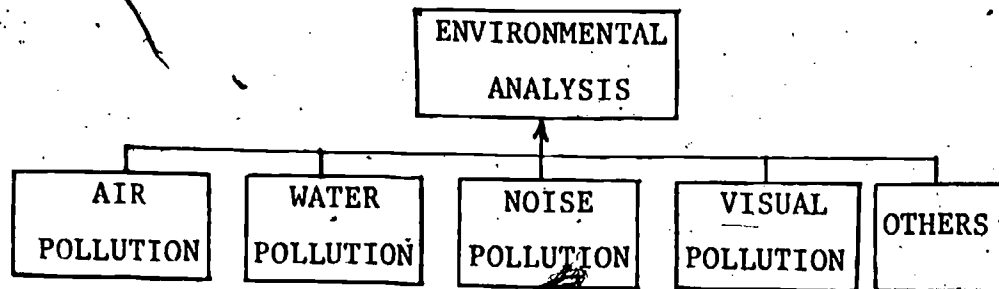 ENVIRONMENTAL
ANALYSIS
AIR
POLLUTION
WATER
POLLUTION
NOISE
POLLUTION
VISUAL
POLLUTION
OTHERS